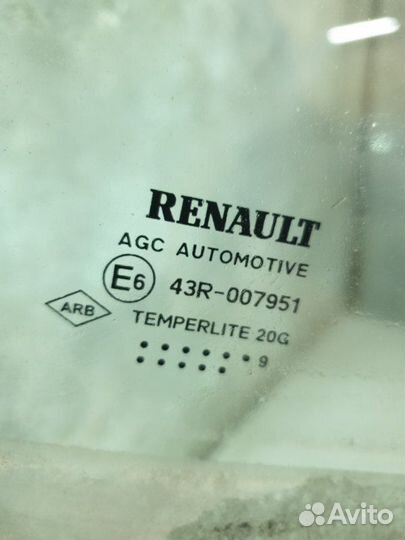 RENAULT
AGC AUTOMOTIVE
E6 43R-007951
ARB
TEMPERLITE 20G
9
Avito